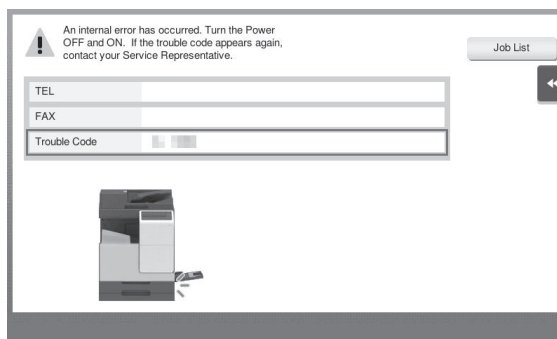 An internal error has occurred. Turn the Power
OFF and ON. If the trouble code appears again,
contact your Service Representative.
Job List
TEL
FAX
Trouble Code